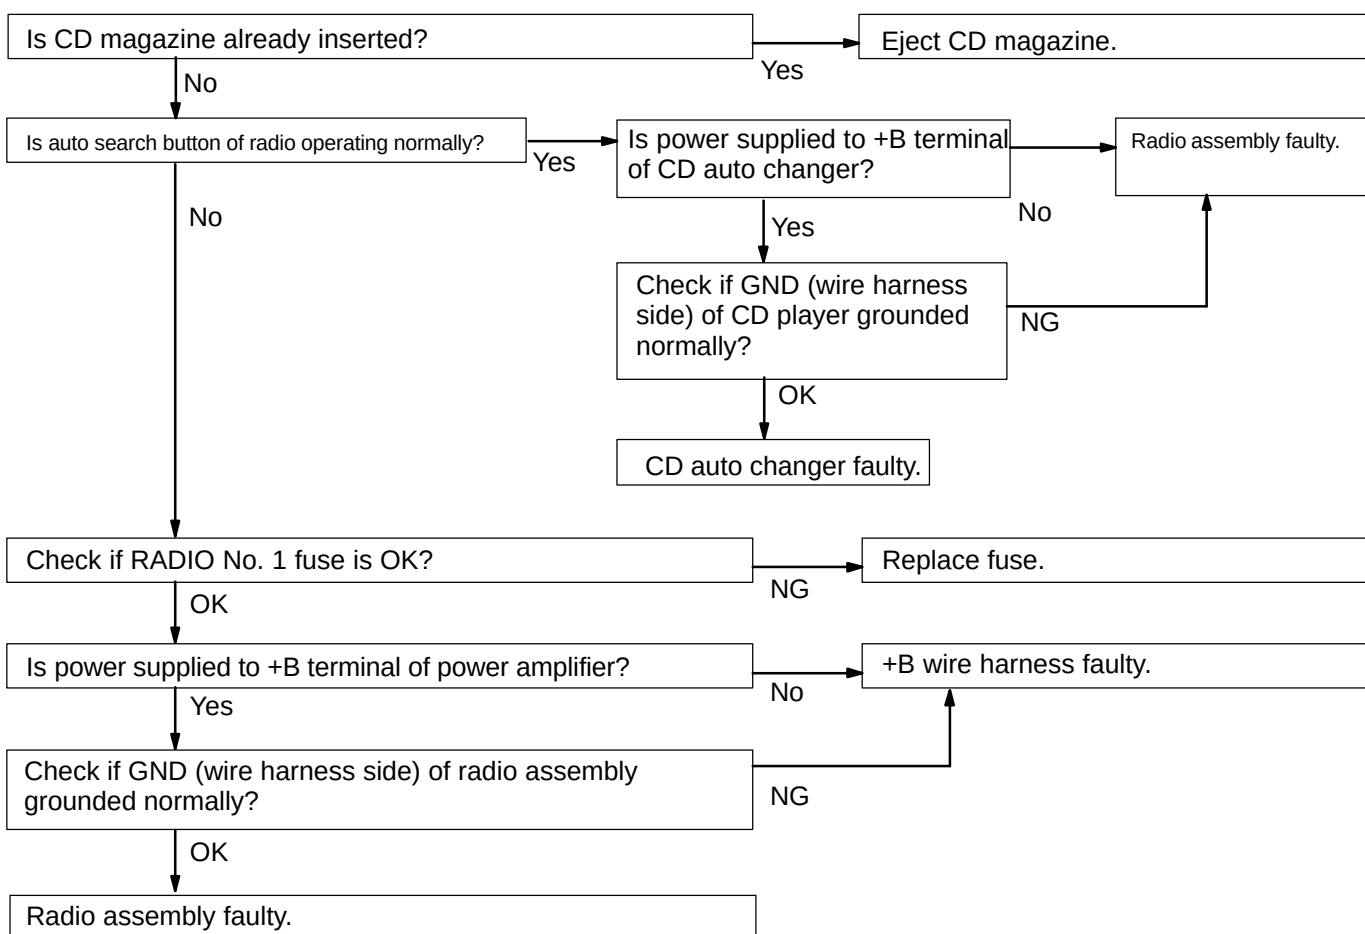 Is CD magazine already inserted?
Yes
Eject CD magazine.
No
Is auto search button of radio operating normally?
Yes
Is power supplied to +B terminal
of CD auto changer?
No
Radio assembly faulty.
Yes
Check if GND (wire harness
side) of CD player grounded
normally?
NG
OK
CD auto changer faulty.
No
Check if RADIO No. 1 fuse is OK?
NG
Replace fuse.
OK
Is power supplied to +B terminal of power amplifier?
No
+B wire harness faulty.
Yes
Check if GND (wire harness side) of radio assembly
grounded normally?
NG
OK
Radio assembly faulty.